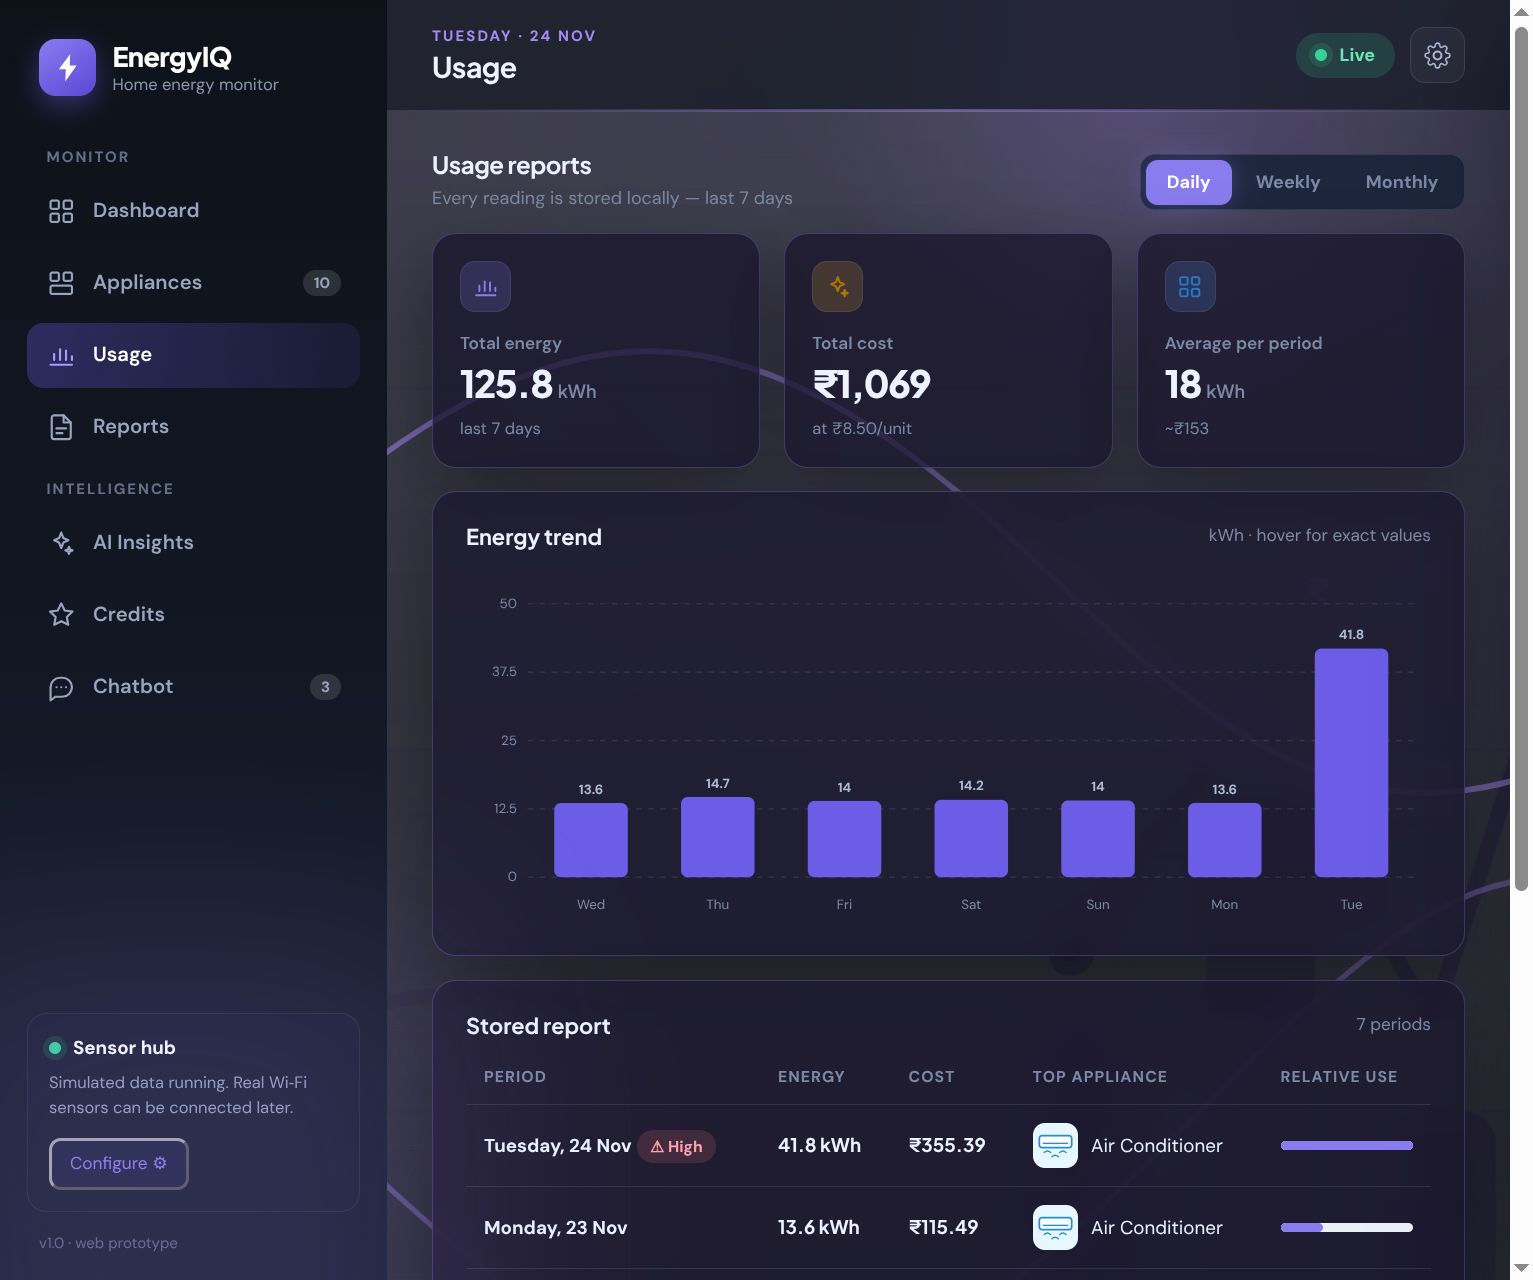 EnergyIQ
Home energy monitor
MONITOR
Dashboard
Appliances 10
Usage
Reports
INTELLIGENCE
AI Insights
Credits
Chatbot 3
Sensor hub
Simulated data running. Real Wi-Fi
sensors can be connected later.
Configure ⚙
v1.0 · web prototype
TUESDAY · 24 NOV
Usage
Live
Usage reports
Every reading is stored locally — last 7 days
Daily Weekly Monthly
Total energy
125.8 kWh
last 7 days
Total cost
₹1,069
at ₹8.50/unit
Average per period
18 kWh
~₹153
Energy trend
kWh · hover for exact values
50
37.5
25
12.5
0
13.6 14.7 14 14.2 14 13.6 41.8
Wed Thu Fri Sat Sun Mon Tue
Stored report
7 periods
PERIOD ENERGY COST TOP APPLIANCE RELATIVE USE
Tuesday, 24 Nov ⚠ High 41.8 kWh ₹355.39 Air Conditioner
Monday, 23 Nov 13.6 kWh ₹115.49 Air Conditioner